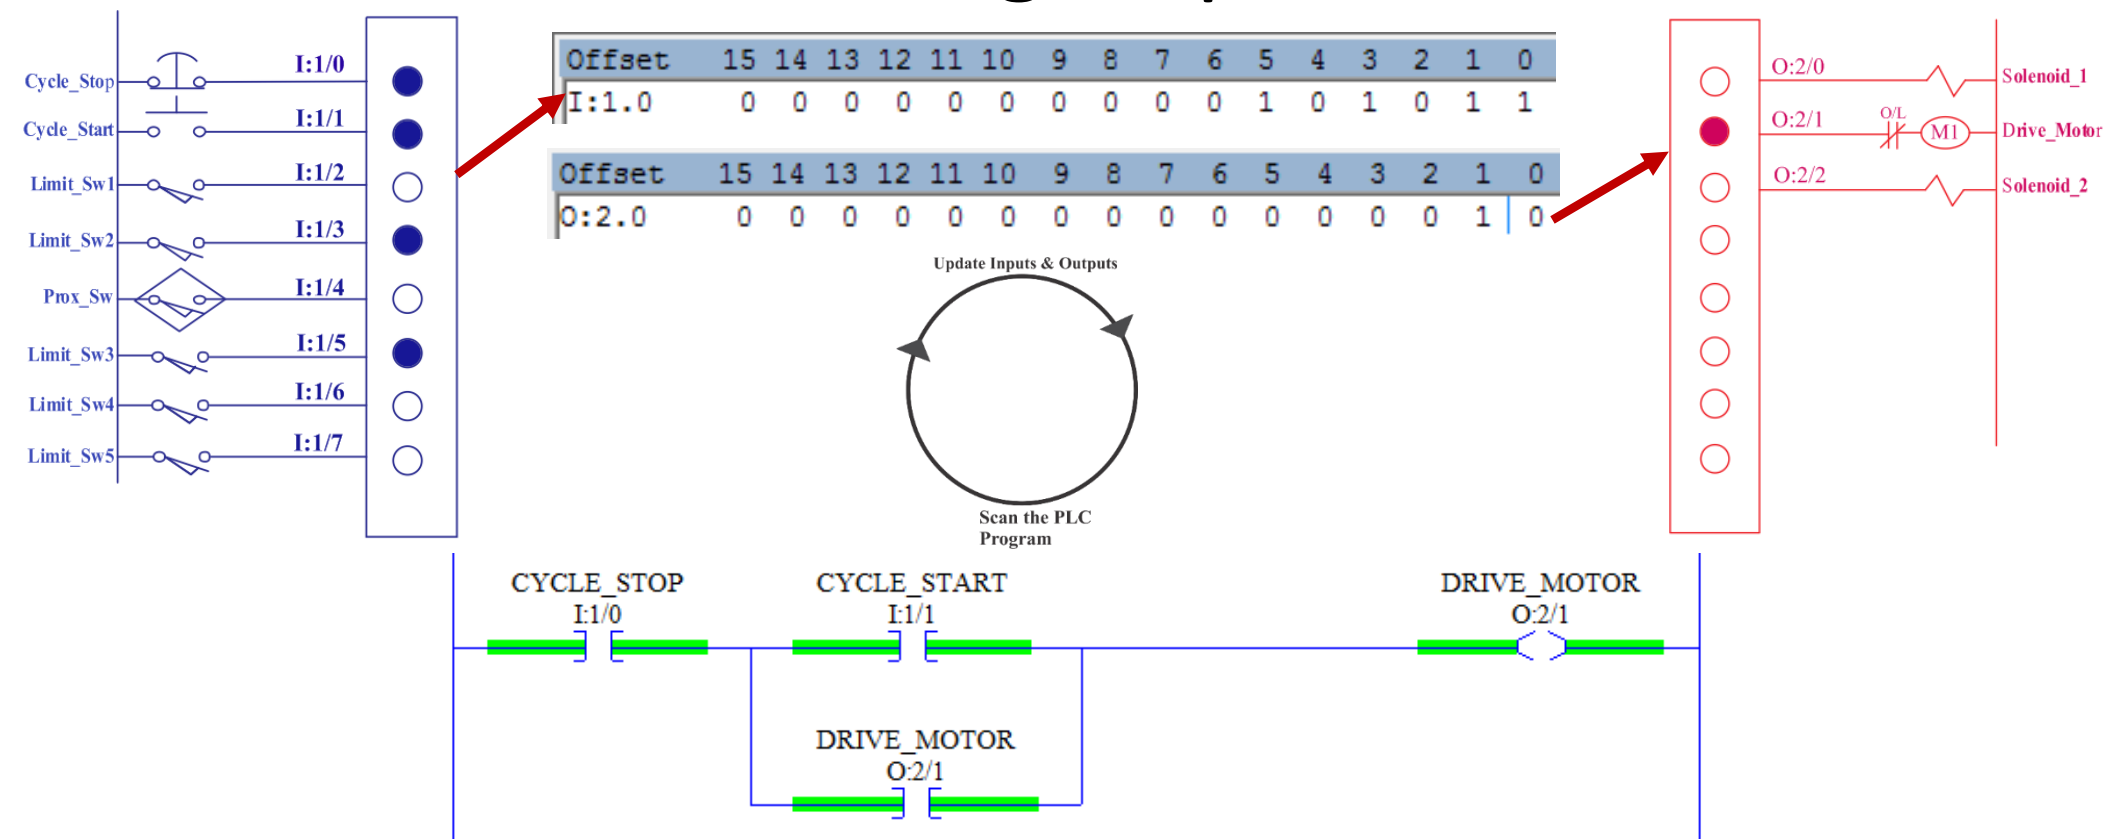 Cycle_Stop
I:1/0
Cycle_Start
I:1/1
Limit_Sw1
I:1/2
Limit_Sw2
I:1/3
Prox_Sw
I:1/4
Limit_Sw3
I:1/5
Limit_Sw4
I:1/6
Limit_Sw5
I:1/7
Offset 15 14 13 12 11 10 9 8 7 6 5 4 3 2 1 0
I:1.0 0 0 0 0 0 0 0 0 0 0 1 0 1 0 1 1
Offset 15 14 13 12 11 10 9 8 7 6 5 4 3 2 1 0
O:2.0 0 0 0 0 0 0 0 0 0 0 0 0 0 0 1 0
Update Inputs & Outputs
Scan the PLC
Program
O:2/0
Solenoid_1
O:2/1
O/L
M1
Drive_Motor
O:2/2
Solenoid_2
CYCLE_STOP
I:1/0
CYCLE_START
I:1/1
DRIVE_MOTOR
O:2/1
DRIVE_MOTOR
O:2/1